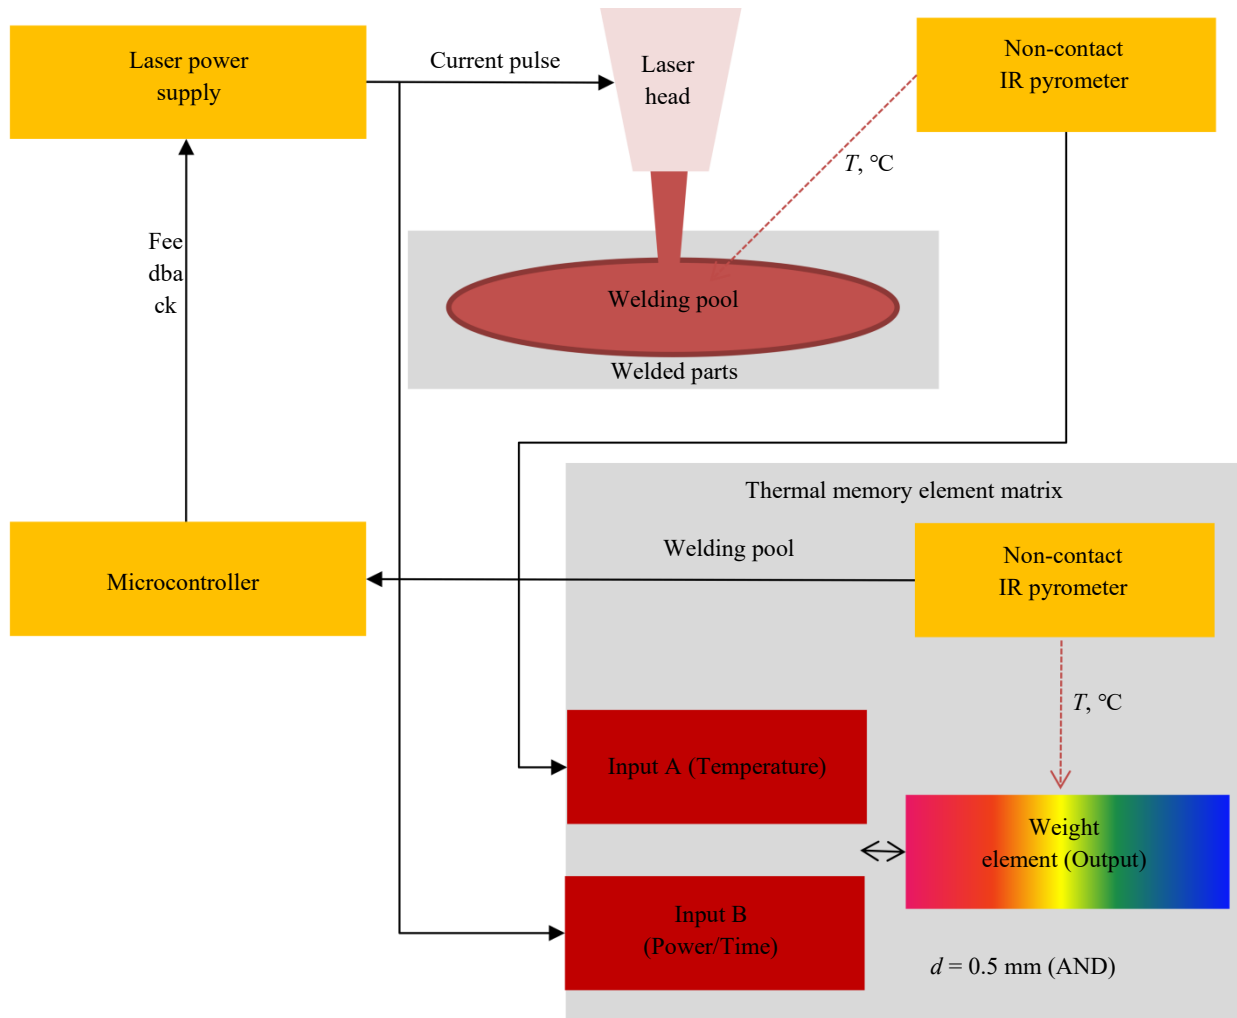 Laser power
supply
Current pulse
Laser
head
Non-contact
IR pyrometer
T, °C
Fee
dba
ck
Welding pool
Welded parts
Thermal memory element matrix
Welding pool
Non-contact
IR pyrometer
Microcontroller
T, °C
Input A (Temperature)
Weight
element (Output)
Input B
(Power/Time)
d = 0.5 mm (AND)